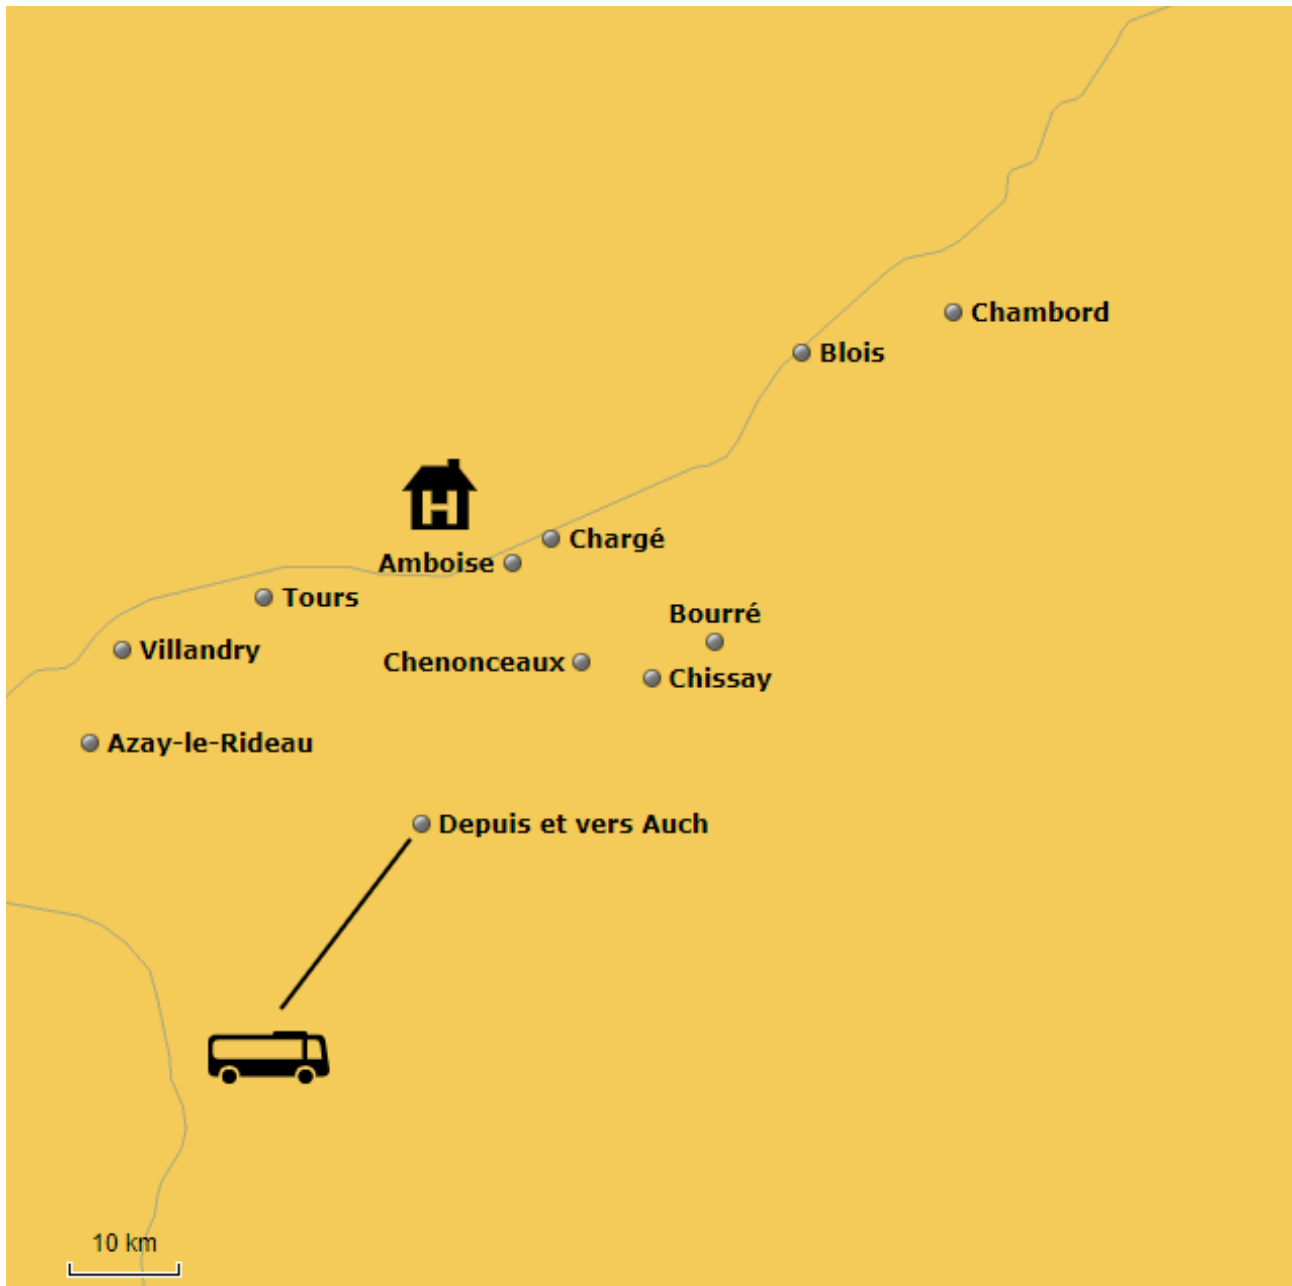 Chambord
Blois
H
Chargé
Amboise
Tours
Bourré
Villandry
Chenonceaux
Chissay
Azay-le-Rideau
Depuis et vers Auch
10 km